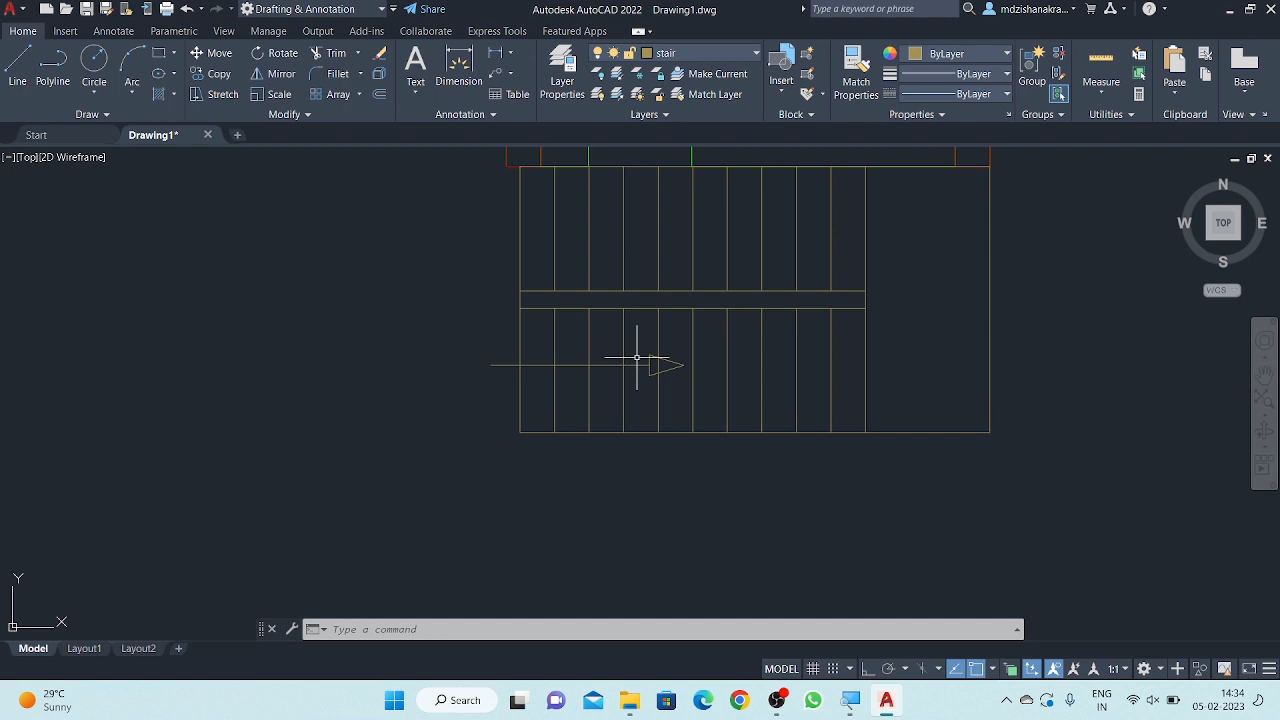 Drafting & Annotation
Share
Autodesk AutoCAD 2022 Drawing1.dwg
Type a keyword or phrase
mdzishanakra...
Home Insert Annotate Parametric View Manage Output Add-ins Collaborate Express Tools Featured Apps
Line Polyline Circle Arc
Move Rotate Trim
Copy Mirror Fillet
Stretch Scale Array
Text Dimension Table
Layer Properties
stair
Make Current
Match Layer
Insert
Match Properties
ByLayer
ByLayer
ByLayer
Group
Measure
Paste
Base
Draw Modify Annotation Layers Block Properties Groups Utilities Clipboard View
Start Drawing1*
[−][Top][2D Wireframe]
N
W TOP E
S
WCS
Y
X
Type a command
Model Layout1 Layout2
MODEL 1:1
29°C
Sunny
Search
ENG
IN
14:34
05-02-2023